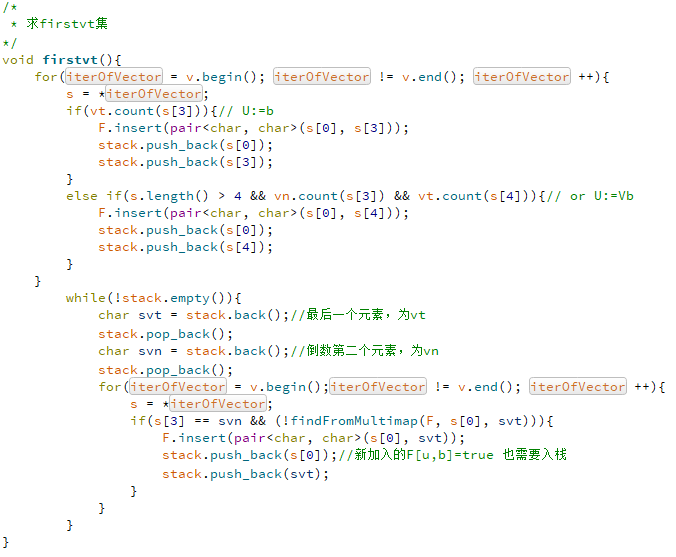 /*
 * 求firstvt集
*/
void firstvt(){
    for(iterOfVector = v.begin(); iterOfVector != v.end(); iterOfVector ++){
        s = *iterOfVector;
        if(vt.count(s[3])){// U:=b
            F.insert(pair<char, char>(s[0], s[3]));
            stack.push_back(s[0]);
            stack.push_back(s[3]);
        }
        else if(s.length() > 4 && vn.count(s[3]) && vt.count(s[4])){// or U:=Vb
            F.insert(pair<char, char>(s[0], s[4]));
            stack.push_back(s[0]);
            stack.push_back(s[4]);
        }
    }
        while(!stack.empty()){
            char svt = stack.back();//最后一个元素，为vt
            stack.pop_back();
            char svn = stack.back();//倒数第二个元素，为vn
            stack.pop_back();
            for(iterOfVector = v.begin();iterOfVector != v.end(); iterOfVector ++){
                s = *iterOfVector;
                if(s[3] == svn && (!findFromMultimap(F, s[0], svt))){
                    F.insert(pair<char, char>(s[0], svt));
                    stack.push_back(s[0]);//新加入的F[u,b]=true 也需要入栈
                    stack.push_back(svt);
                }
            }
        }
}